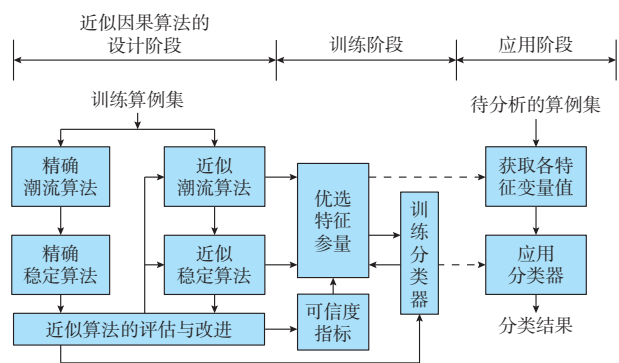 近似因果算法的
设计阶段
训练阶段
应用阶段
训练算例集
待分析的算例集
精确
潮流算法
近似
潮流算法
优选
特征
参量
训
练
分
类
器
获取各特
征变量值
精确
稳定算法
近似
稳定算法
应用
分类器
近似算法的评估与改进
可信度
指标
分类结果